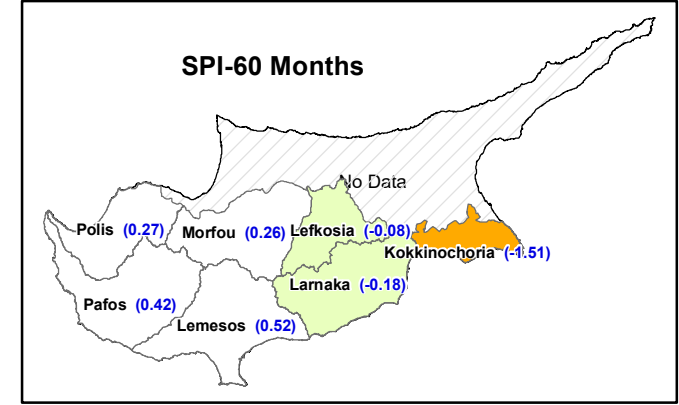 SPI-60 Months
No Data
Polis (0.27)
Morfou (0.26)
Lefkosia (-0.08)
Kokkinochoria (-1.51)
Larnaka (-0.18)
Pafos (0.42)
Lemesos (0.52)